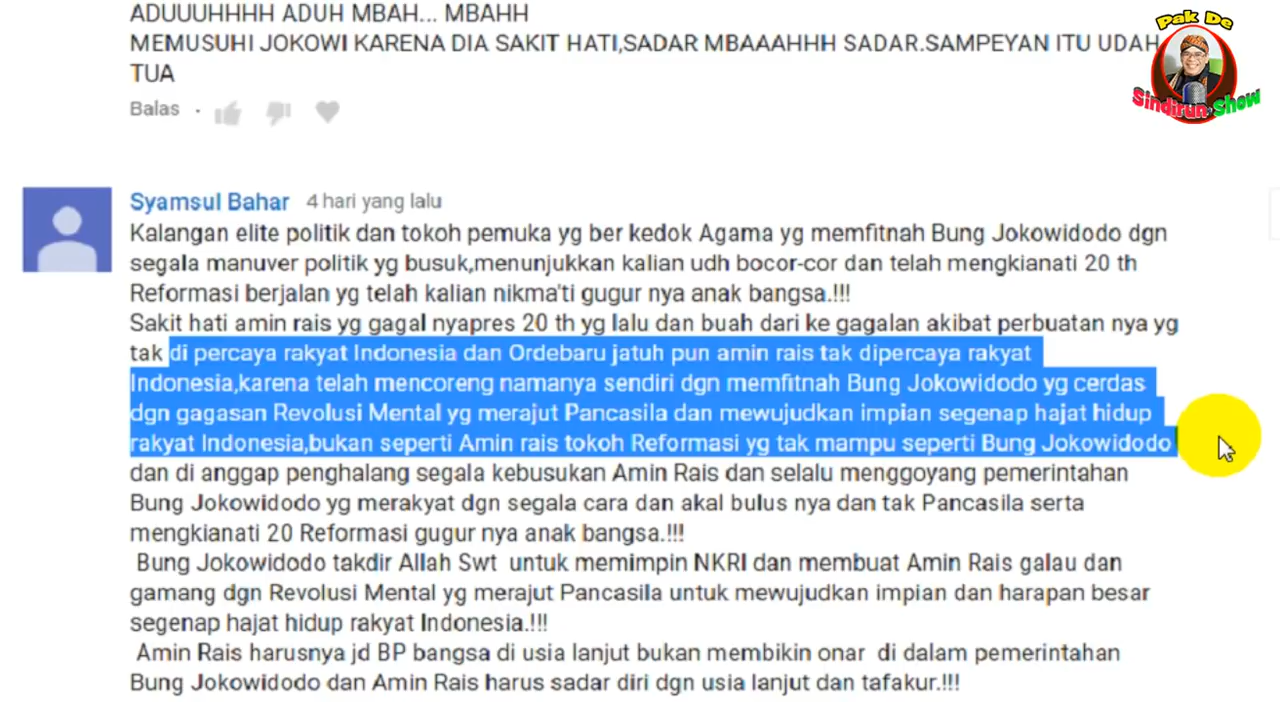 ADUUUHHHH ADUH MBAH... MBAHH
MEMUSUHI JOKOWI KARENA DIA SAKIT HATI,SADAR MBAAAHHH SADAR.SAMPEYAN ITU UDAH
TUA
Pak De
Sindirun Show
Balas ·
Syamsul Bahar 4 hari yang lalu
Kalangan elite politik dan tokoh pemuka yg ber kedok Agama yg memfitnah Bung Jokowidodo dgn
segala manuver politik yg busuk,menunjukkan kalian udh bocor-cor dan telah mengkianati 20 th
Reformasi berjalan yg telah kalian nikma'ti gugur nya anak bangsa.!!!
Sakit hati amin rais yg gagal nyapres 20 th yg lalu dan buah dari ke gagalan akibat perbuatan nya yg
tak di percaya rakyat Indonesia dan Ordebaru jatuh pun amin rais tak dipercaya rakyat
Indonesia,karena telah mencoreng namanya sendiri dgn memfitnah Bung Jokowidodo yg cerdas
dgn gagasan Revolusi Mental yg merajut Pancasila dan mewujudkan impian segenap hajat hidup
rakyat Indonesia,bukan seperti Amin rais tokoh Reformasi yg tak mampu seperti Bung Jokowidodo
dan di anggap penghalang segala kebusukan Amin Rais dan selalu menggoyang pemerintahan
Bung Jokowidodo yg merakyat dgn segala cara dan akal bulus nya dan tak Pancasila serta
mengkianati 20 Reformasi gugur nya anak bangsa.!!!
Bung Jokowidodo takdir Allah Swt untuk memimpin NKRI dan membuat Amin Rais galau dan
gamang dgn Revolusi Mental yg merajut Pancasila untuk mewujudkan impian dan harapan besar
segenap hajat hidup rakyat Indonesia.!!!
Amin Rais harusnya jd BP bangsa di usia lanjut bukan membikin onar di dalam pemerintahan
Bung Jokowidodo dan Amin Rais harus sadar diri dgn usia lanjut dan tafakur.!!!